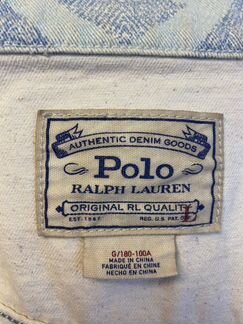 AUTHENTIC DENIM GOODS
Polo
RALPH LAUREN
ORIGINAL RL QUALITY
EST. 1967 REG. U.S. PAT.
G/180-100A
MADE IN CHINA
FABRIQUÉ EN CHINE
HECHO EN CHINA